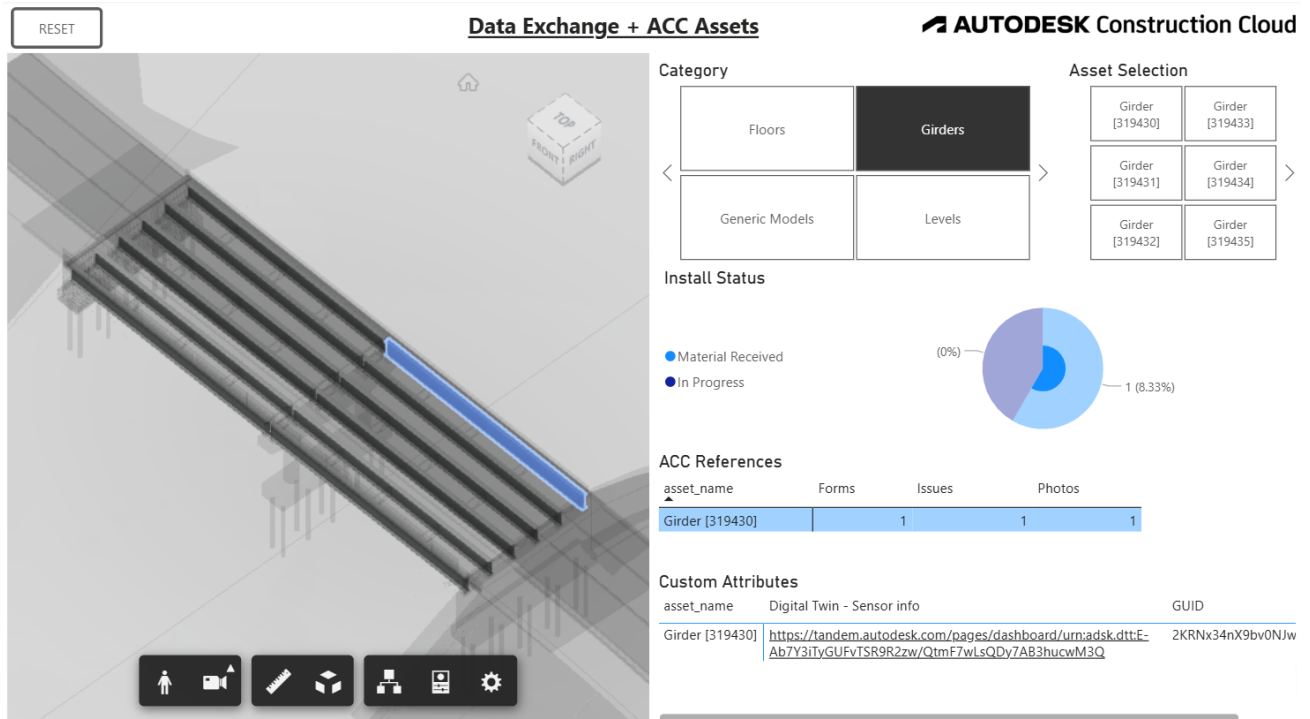 RESET
Data Exchange + ACC Assets
AUTODESK Construction Cloud
TOP
FRONT
RIGHT
Category
Floors
Girders
Generic Models
Levels
Asset Selection
Girder
[319430]
Girder
[319433]
Girder
[319431]
Girder
[319434]
Girder
[319432]
Girder
[319435]
Install Status
Material Received
In Progress
(0%)
1 (8.33%)
ACC References
asset_name Forms Issues Photos
Girder [319430] 1 1 1
Custom Attributes
asset_name Digital Twin - Sensor info GUID
Girder [319430] https://tandem.autodesk.com/pages/dashboard/urn:adsk.dtt:E- 2KRNx34nX9bv0NJw
Ab7Y3iTyGUFvTSR9R2zw/QtmF7wLsQDy7AB3hucwM3Q